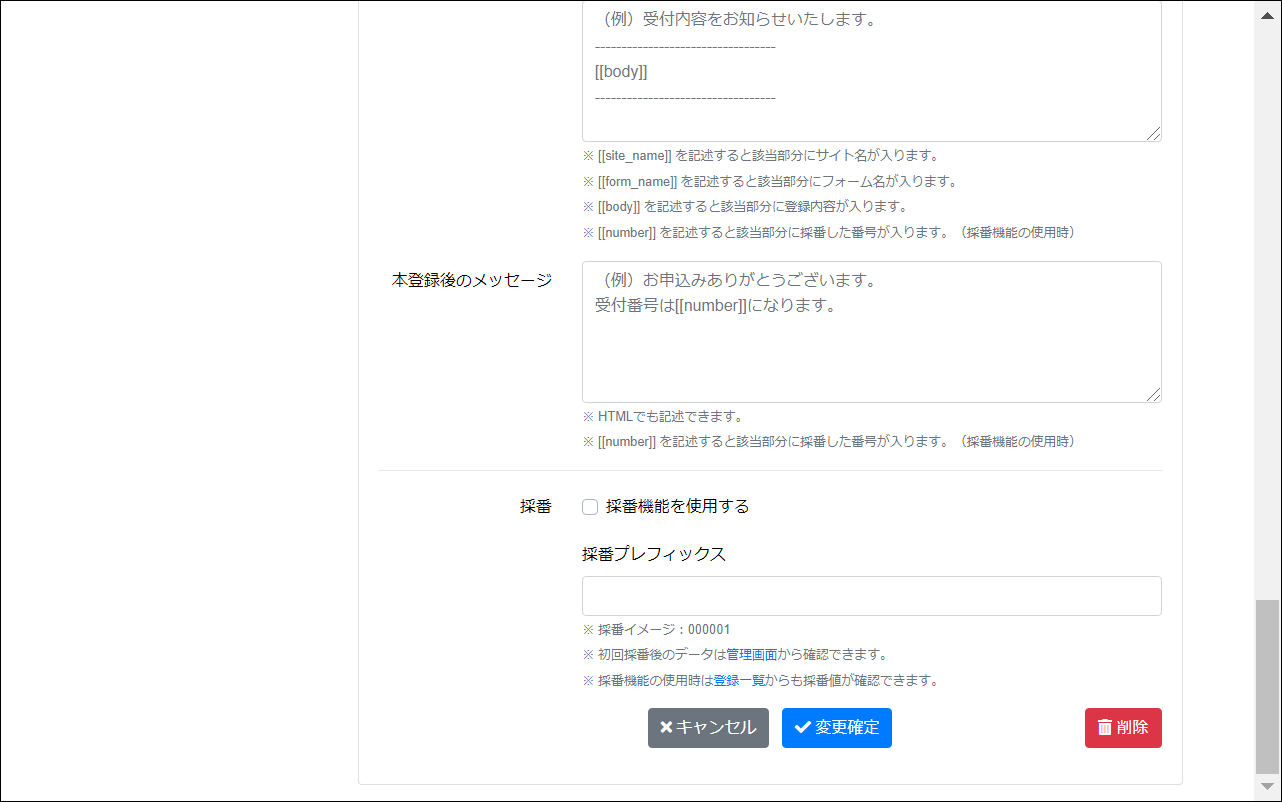 （例）受付内容をお知らせいたします。
----------------------------------
[[body]]
----------------------------------
※ [[site_name]] を記述すると該当部分にサイト名が入ります。
※ [[form_name]] を記述すると該当部分にフォーム名が入ります。
※ [[body]] を記述すると該当部分に登録内容が入ります。
※ [[number]] を記述すると該当部分に採番した番号が入ります。（採番機能の使用時）
本登録後のメッセージ
（例）お申込みありがとうございます。
受付番号は[[number]]になります。
※ HTMLでも記述できます。
※ [[number]] を記述すると該当部分に採番した番号が入ります。（採番機能の使用時）
採番
採番機能を使用する
採番プレフィックス
※ 採番イメージ：000001
※ 初回採番後のデータは管理画面から確認できます。
※ 採番機能の使用時は登録一覧からも採番値が確認できます。
キャンセル
変更確定
削除